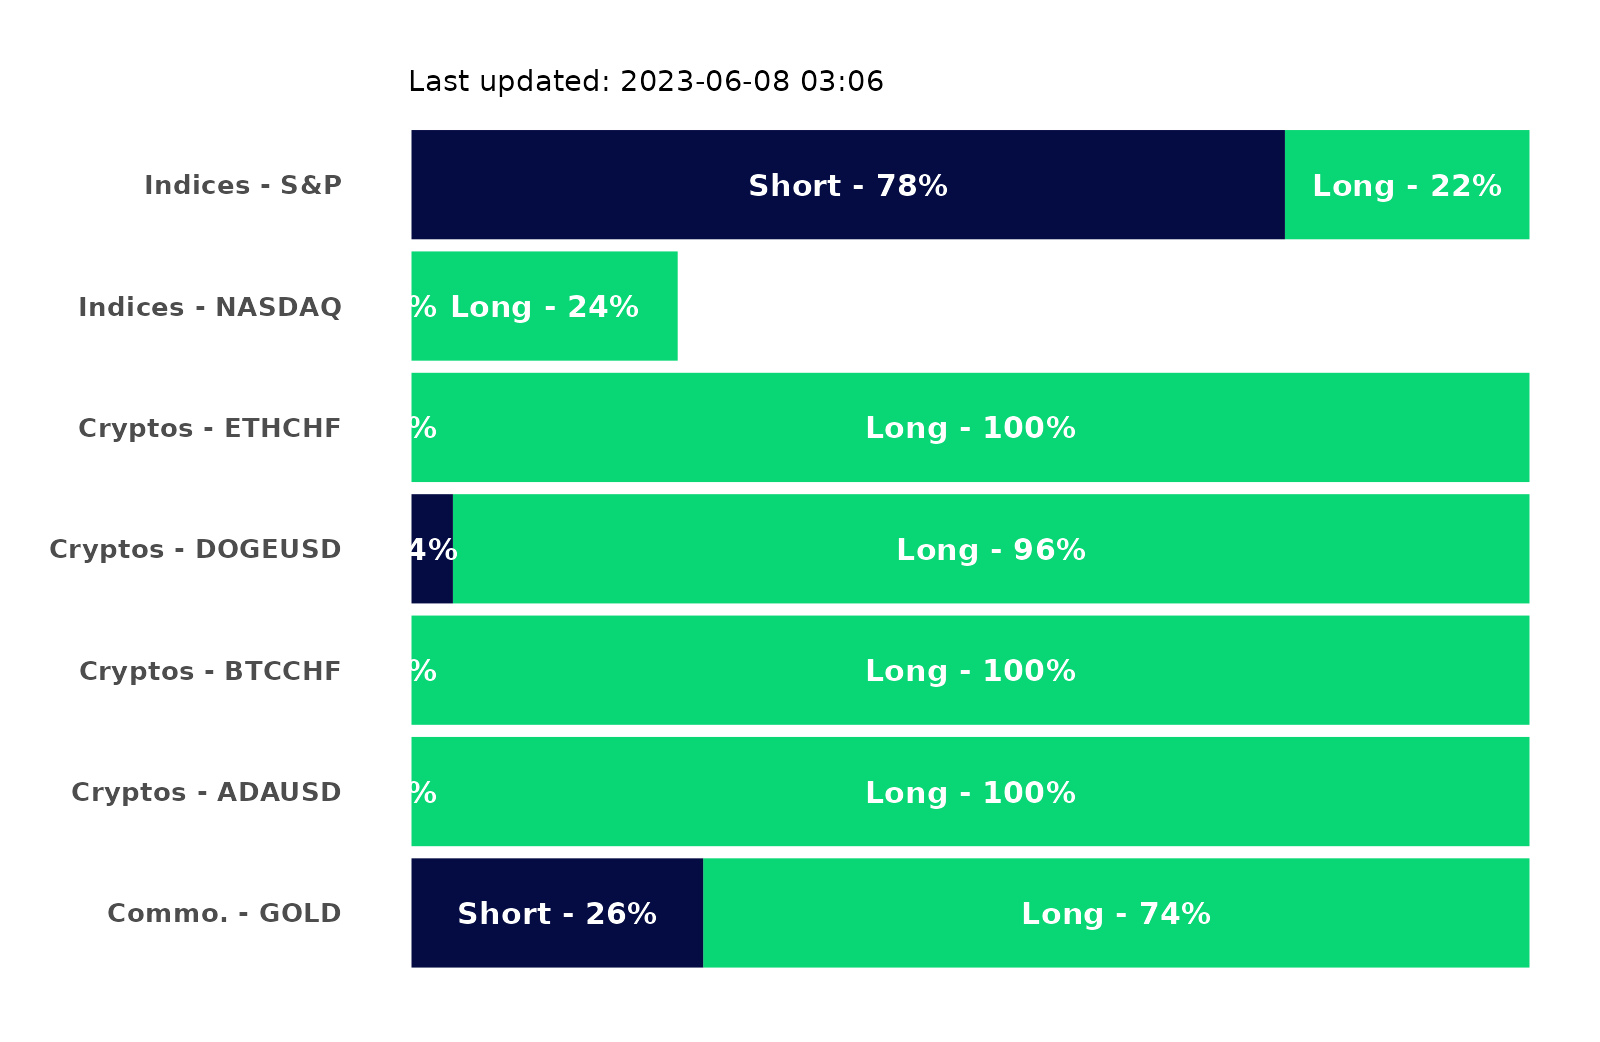 Last updated: 2023-06-08 03:06
Indices - S&P Short - 78% Long - 22%
Indices - NASDAQ % Long - 24%
Cryptos - ETHCHF % Long - 100%
Cryptos - DOGEUSD 4% Long - 96%
Cryptos - BTCCHF % Long - 100%
Cryptos - ADAUSD % Long - 100%
Commo. - GOLD Short - 26% Long - 74%